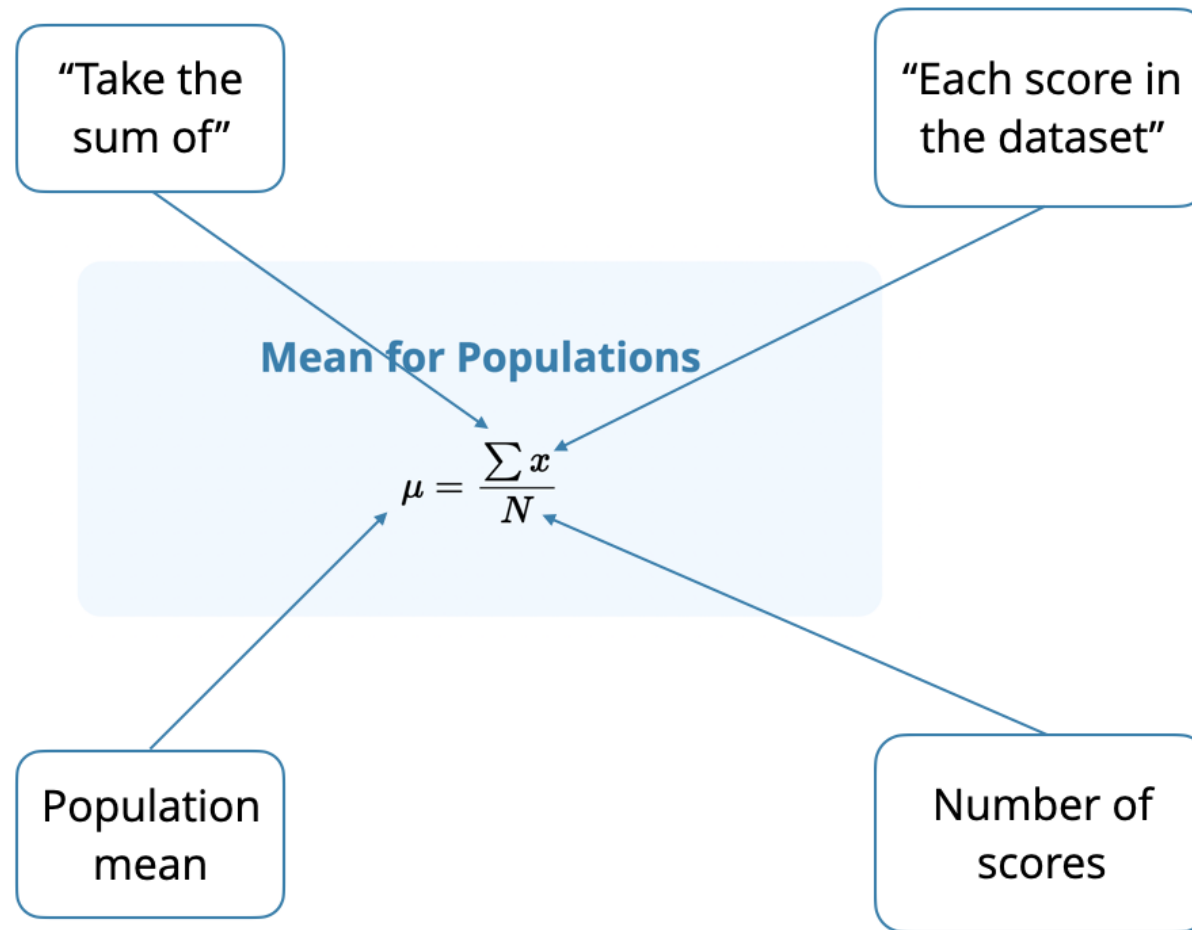 “Take the
sum of”
“Each score in
the dataset”
Mean for Populations
μ = ∑ x / N
Population
mean
Number of
scores